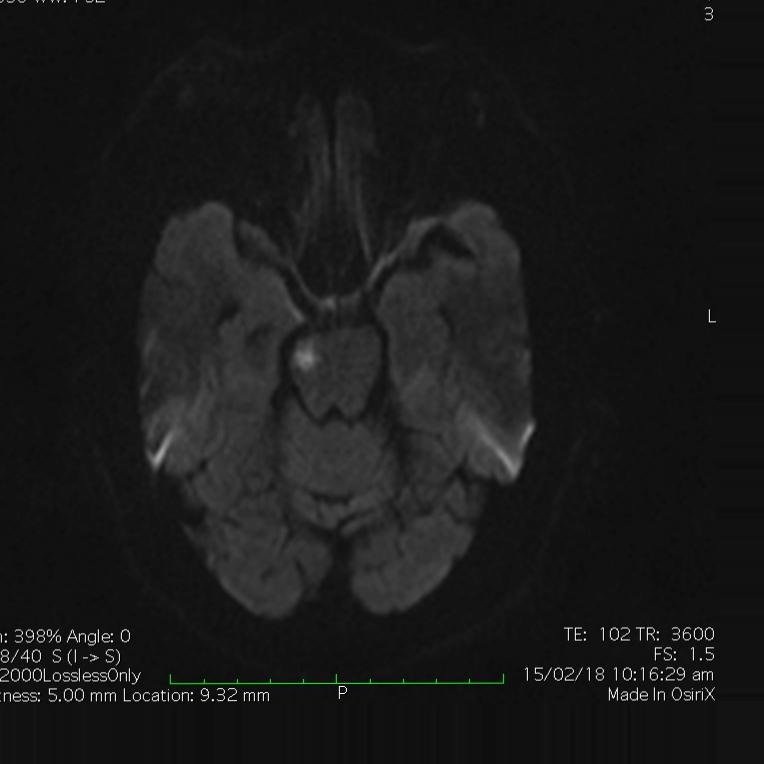 3
L
: 398% Angle: 0
8/40 S (I -> S)
2000LosslessOnly
ness: 5.00 mm Location: 9.32 mm
P
TE: 102 TR: 3600
FS: 1.5
15/02/18 10:16:29 am
Made In OsiriX